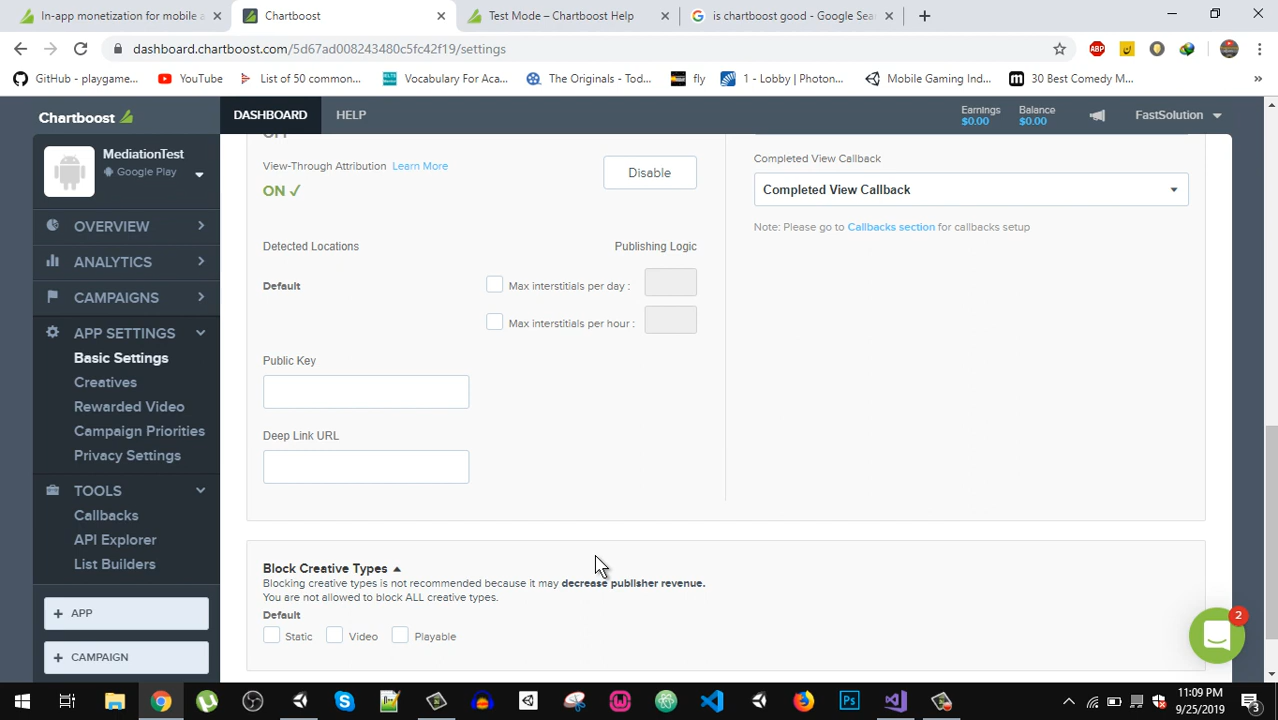 In-app monetization for mobile a
Chartboost
Test Mode – Chartboost Help
is chartboost good - Google Sea
dashboard.chartboost.com/5d67ad008243480c5fc42f19/settings
ABP
GitHub - playgame...
YouTube
List of 50 common...
Vocabulary For Aca...
The Originals - Tod...
fly
1 - Lobby | Photon...
Mobile Gaming Ind...
30 Best Comedy M...
»
Chartboost
DASHBOARD
HELP
Earnings
$0.00
Balance
$0.00
FastSolution
MediationTest
Google Play
OVERVIEW
ANALYTICS
CAMPAIGNS
APP SETTINGS
Basic Settings
Creatives
Rewarded Video
Campaign Priorities
Privacy Settings
TOOLS
Callbacks
API Explorer
List Builders
+ APP
+ CAMPAIGN
OFF
View-Through Attribution Learn More
ON ✓
Disable
Detected Locations
Publishing Logic
Default
Max interstitials per day :
Max interstitials per hour :
Public Key
Deep Link URL
Completed View Callback
Completed View Callback
Note: Please go to Callbacks section for callbacks setup
Block Creative Types
Blocking creative types is not recommended because it may decrease publisher revenue.
You are not allowed to block ALL creative types.
Default
Static
Video
Playable
2
Ps
11:09 PM
9/25/2019
3